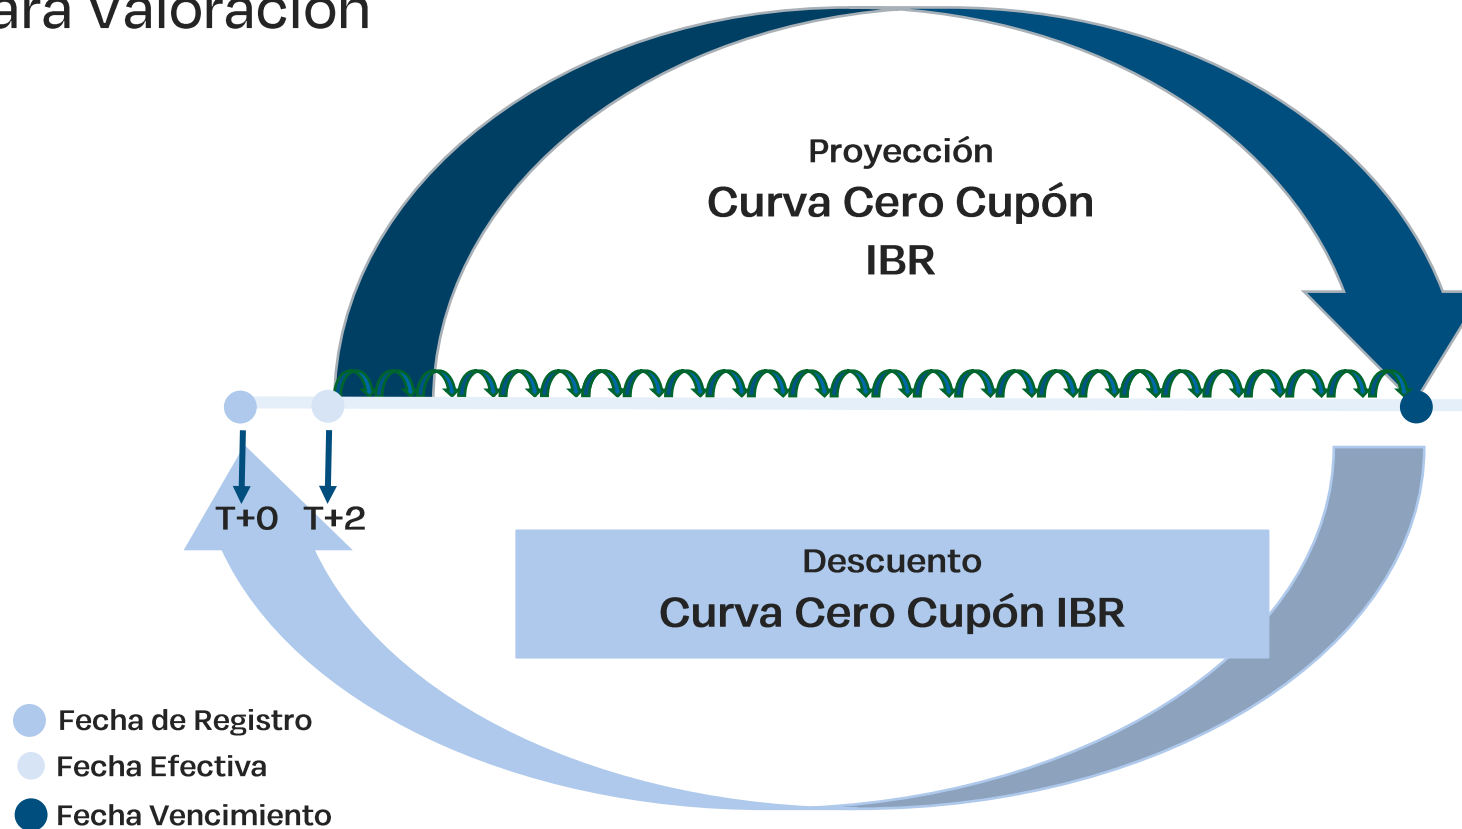 Valoración
Proyección
Curva Cero Cupón
IBR
T+0 T+2
Descuento
Curva Cero Cupón IBR
Fecha de Registro
Fecha Efectiva
Fecha Vencimiento